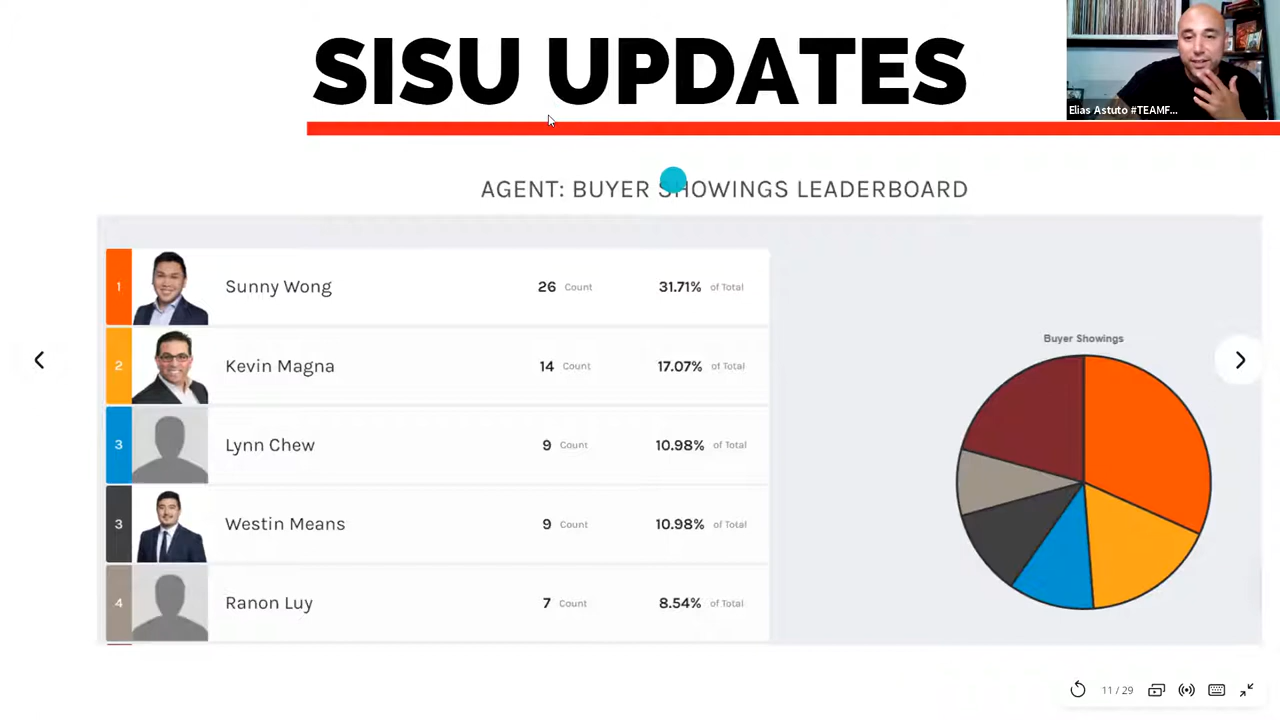 SISU UPDATES
Elias Astuto #TEAMF...
AGENT: BUYER SHOWINGS LEADERBOARD
1 Sunny Wong 26 Count 31.71% of Total
2 Kevin Magna 14 Count 17.07% of Total
3 Lynn Chew 9 Count 10.98% of Total
3 Westin Means 9 Count 10.98% of Total
4 Ranon Luy 7 Count 8.54% of Total
Buyer Showings
11 / 29